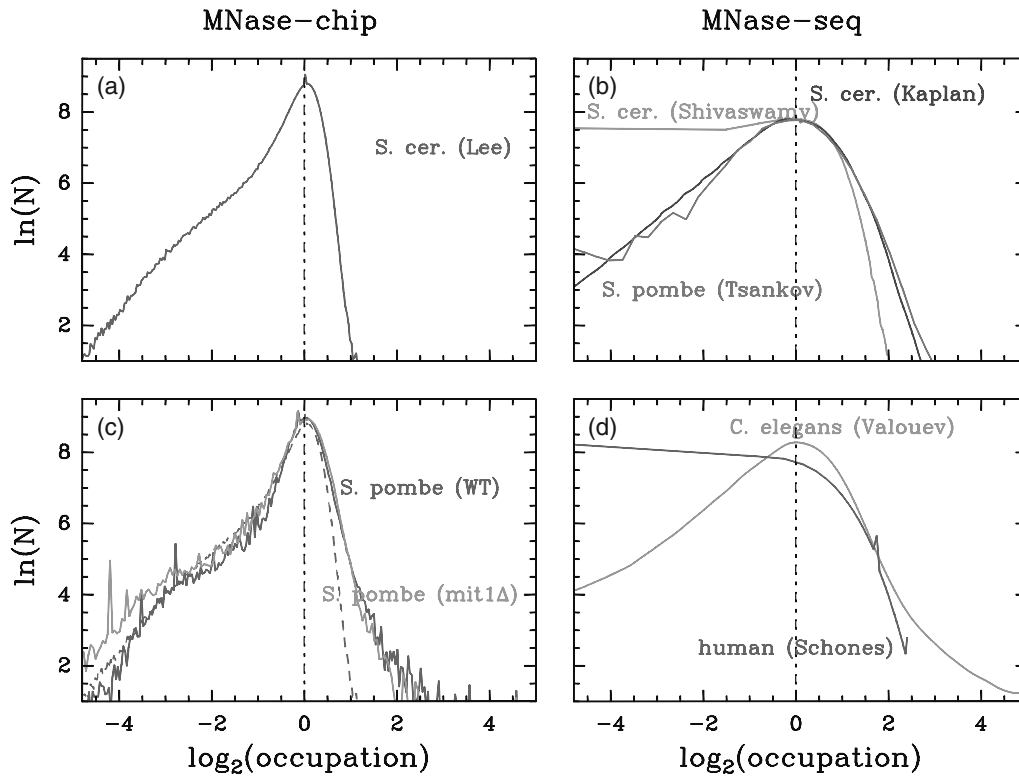 MNase-chip
MNase-seq
(a)
S. cer. (Lee)
ln(N)
8
6
4
2
(b)
S. cer. (Kaplan)
S. cer. (Shivaswamy)
S. pombe (Tsankov)
(c)
S. pombe (WT)
S. pombe (mit1Δ)
ln(N)
8
6
4
2
-4
-2
0
2
4
log2(occupation)
(d)
C. elegans (Valouev)
human (Schones)
-4
-2
0
2
4
log2(occupation)